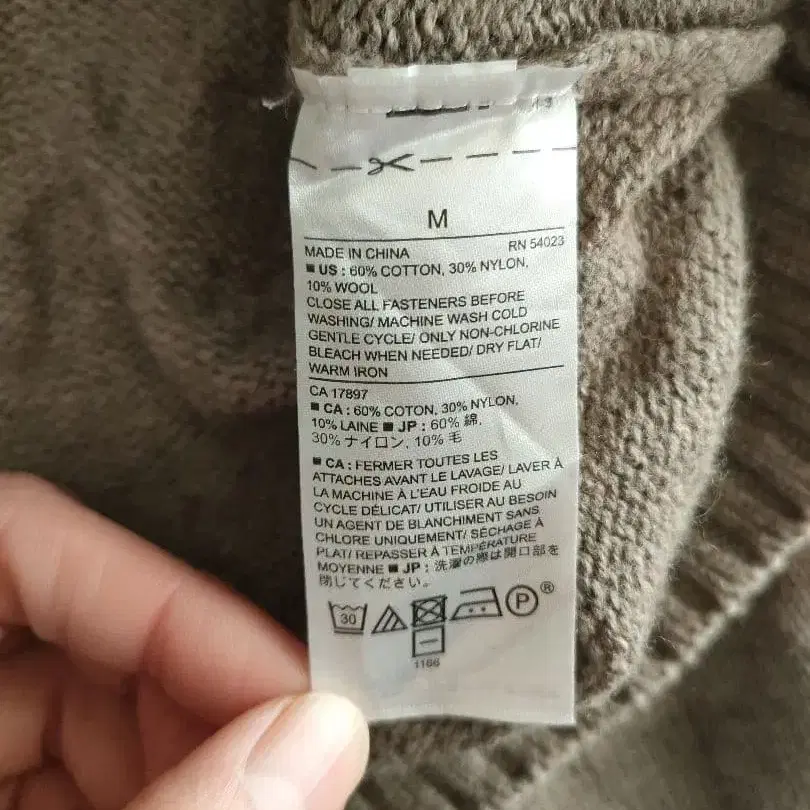 M
MADE IN CHINA RN 54023
■ US : 60% COTTON, 30% NYLON,
10% WOOL
CLOSE ALL FASTENERS BEFORE
WASHING/ MACHINE WASH COLD
GENTLE CYCLE/ ONLY NON-CHLORINE
BLEACH WHEN NEEDED/ DRY FLAT/
WARM IRON
CA 17897
■ CA : 60% COTON, 30% NYLON,
10% LAINE ■ JP : 60% 綿,
30% ナイロン, 10% 毛
■ CA : FERMER TOUTES LES
ATTACHES AVANT LE LAVAGE/ LAVER À
LA MACHINE À L'EAU FROIDE AU
CYCLE DÉLICAT/ UTILISER AU BESOIN
UN AGENT DE BLANCHIMENT SANS
CHLORE UNIQUEMENT/ SÉCHAGE À
PLAT/ REPASSER À TEMPÉRATURE
MOYENNE ■ JP : 洗濯の際は開口部を
閉じてください。
30 P ®
1166